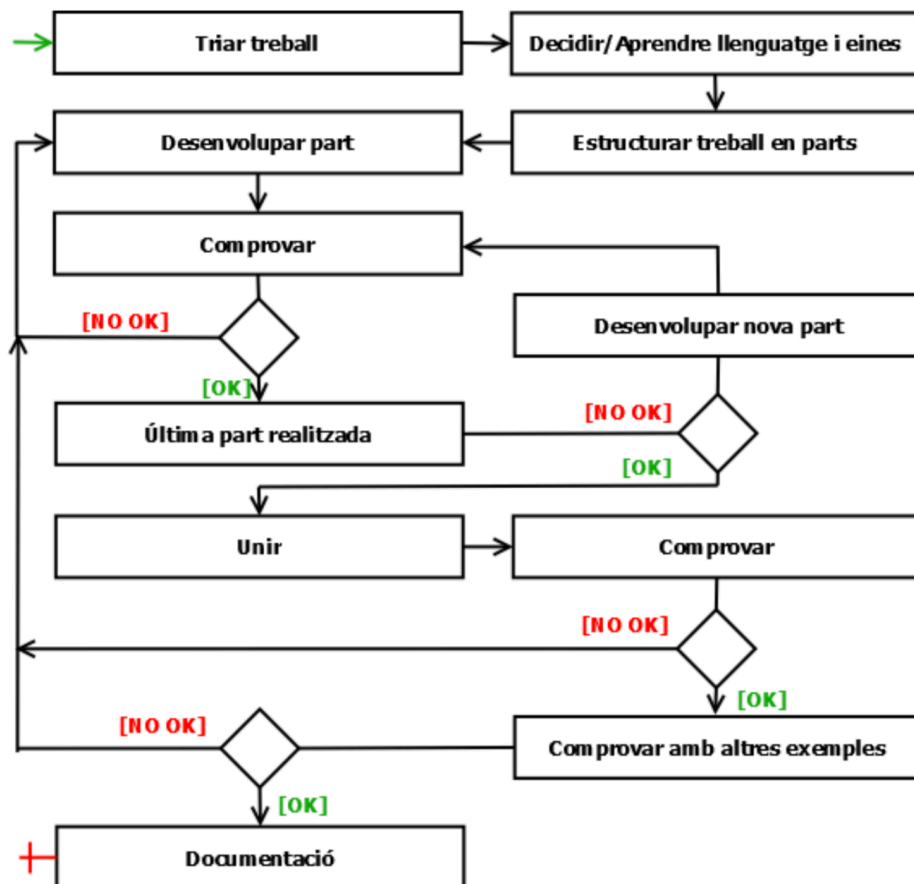 Triar treball
Decidir/Aprendre llenguatge i eines
Desenvolupar part
Estructurar treball en parts
Comprovar
[NO OK]
Desenvolupar nova part
[OK]
[NO OK]
Última part realitzada
[OK]
Unir
Comprovar
[NO OK]
[OK]
[NO OK]
Comprovar amb altres exemples
[OK]
Documentació